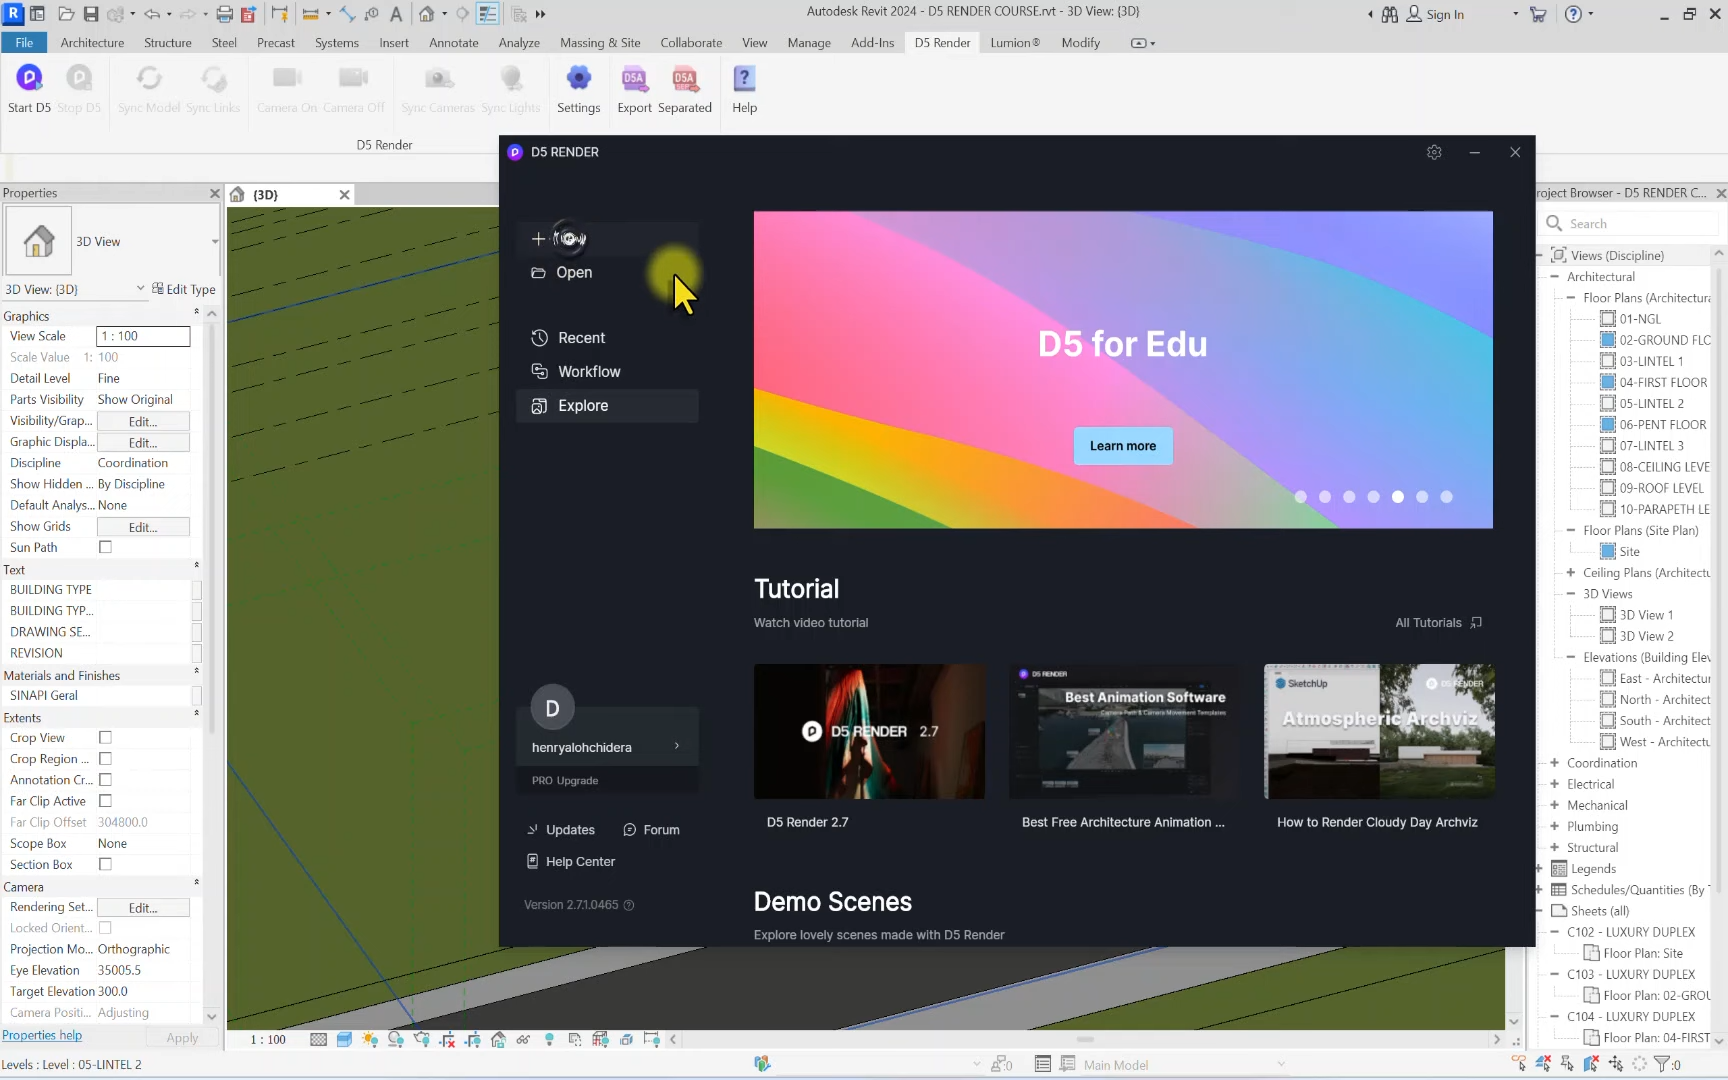 Autodesk Revit 2024 - D5 RENDER COURSE.rvt - 3D View: {3D}
Sign In
File Architecture Structure Steel Precast Systems Insert Annotate Analyze Massing & Site Collaborate View Manage Add-Ins D5 Render Lumion® Modify
Start D5 Stop D5 Sync Model Sync Links Camera On Camera Off Sync Cameras Sync Lights Settings Export Separated Help
D5 Render
Properties
3D View
3D View: {3D} Edit Type
Graphics
View Scale 1 : 100
Scale Value 1: 100
Detail Level Fine
Parts Visibility Show Original
Visibility/Grap... Edit...
Graphic Displa... Edit...
Discipline Coordination
Show Hidden ... By Discipline
Default Analys... None
Show Grids Edit...
Sun Path
Text
BUILDING TYPE
BUILDING TYP...
DRAWING SE...
REVISION
Materials and Finishes
SINAPI Geral
Extents
Crop View
Crop Region ...
Annotation Cr...
Far Clip Active
Far Clip Offset 304800.0
Scope Box None
Section Box
Camera
Rendering Set... Edit...
Locked Orient...
Projection Mo... Orthographic
Eye Elevation 35005.5
Target Elevation 300.0
Camera Positi... Adjusting
Properties help Apply
Levels : Level : 05-LINTEL 2
{3D}
D5 RENDER
Open
Recent
Workflow
Explore
D
henryalohchidera
PRO Upgrade
Updates Forum
Help Center
Version 2.7.1.0465
D5 for Edu
Learn more
Tutorial
Watch video tutorial All Tutorials
D5 RENDER 2.7
D5 RENDER
Best Animation Software
Camera Path & Camera Movement Templates
SketchUp D5 RENDER
Atmospheric Archviz
D5 Render 2.7
Best Free Architecture Animation ...
How to Render Cloudy Day Archviz
Demo Scenes
Explore lovely scenes made with D5 Render
1 : 100
:0 Main Model
:0
roject Browser - D5 RENDER C...
Search
Views (Discipline)
Architectural
Floor Plans (Architectura
01-NGL
02-GROUND FLO
03-LINTEL 1
04-FIRST FLOOR
05-LINTEL 2
06-PENT FLOOR
07-LINTEL 3
08-CEILING LEVE
09-ROOF LEVEL
10-PARAPETH LE
Floor Plans (Site Plan)
Site
Ceiling Plans (Architectu
3D Views
3D View 1
3D View 2
Elevations (Building Elev
East - Architectur
North - Architect
South - Architect
West - Architectu
Coordination
Electrical
Mechanical
Plumbing
Structural
Legends
Schedules/Quantities (By
Sheets (all)
C102 - LUXURY DUPLEX
Floor Plan: Site
C103 - LUXURY DUPLEX
Floor Plan: 02-GROU
C104 - LUXURY DUPLEX
Floor Plan: 04-FIRST